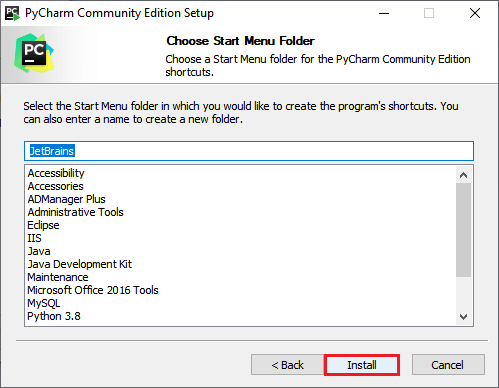 PyCharm Community Edition Setup
PC
Choose Start Menu Folder
Choose a Start Menu folder for the PyCharm Community Edition
shortcuts.
Select the Start Menu folder in which you would like to create the program's shortcuts. You
can also enter a name to create a new folder.
JetBrains
Accessibility
Accessories
ADManager Plus
Administrative Tools
Eclipse
IIS
Java
Java Development Kit
Maintenance
Microsoft Office 2016 Tools
MySQL
Python 3.8
< Back
Install
Cancel